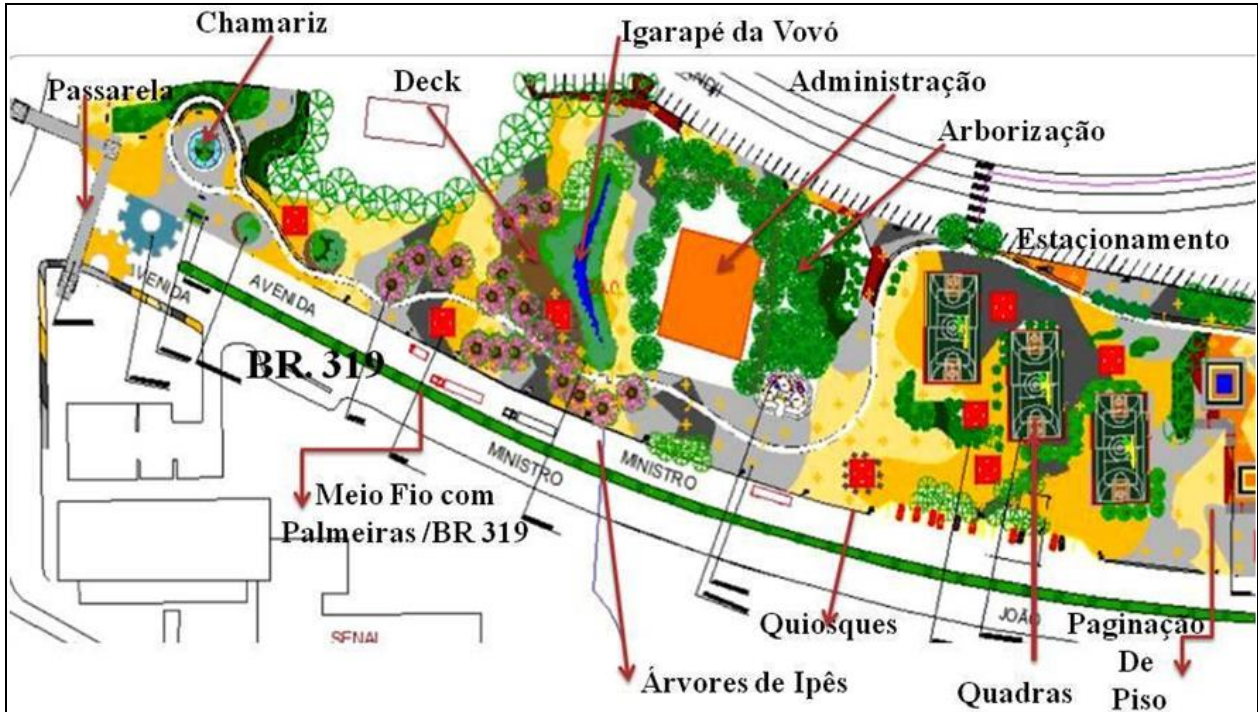 Chamariz
Igarapé da Vovó
Passarela
Deck
Administração
Arborização
Estacionamento
AVENIDA
BR. 319
MINISTRO
MINISTRO
Meio Fio com
Palmeiras /BR 319
SENAI
JOÃO
Quiosques
Paginação
De
Piso
Árvores de Ipês
Quadras